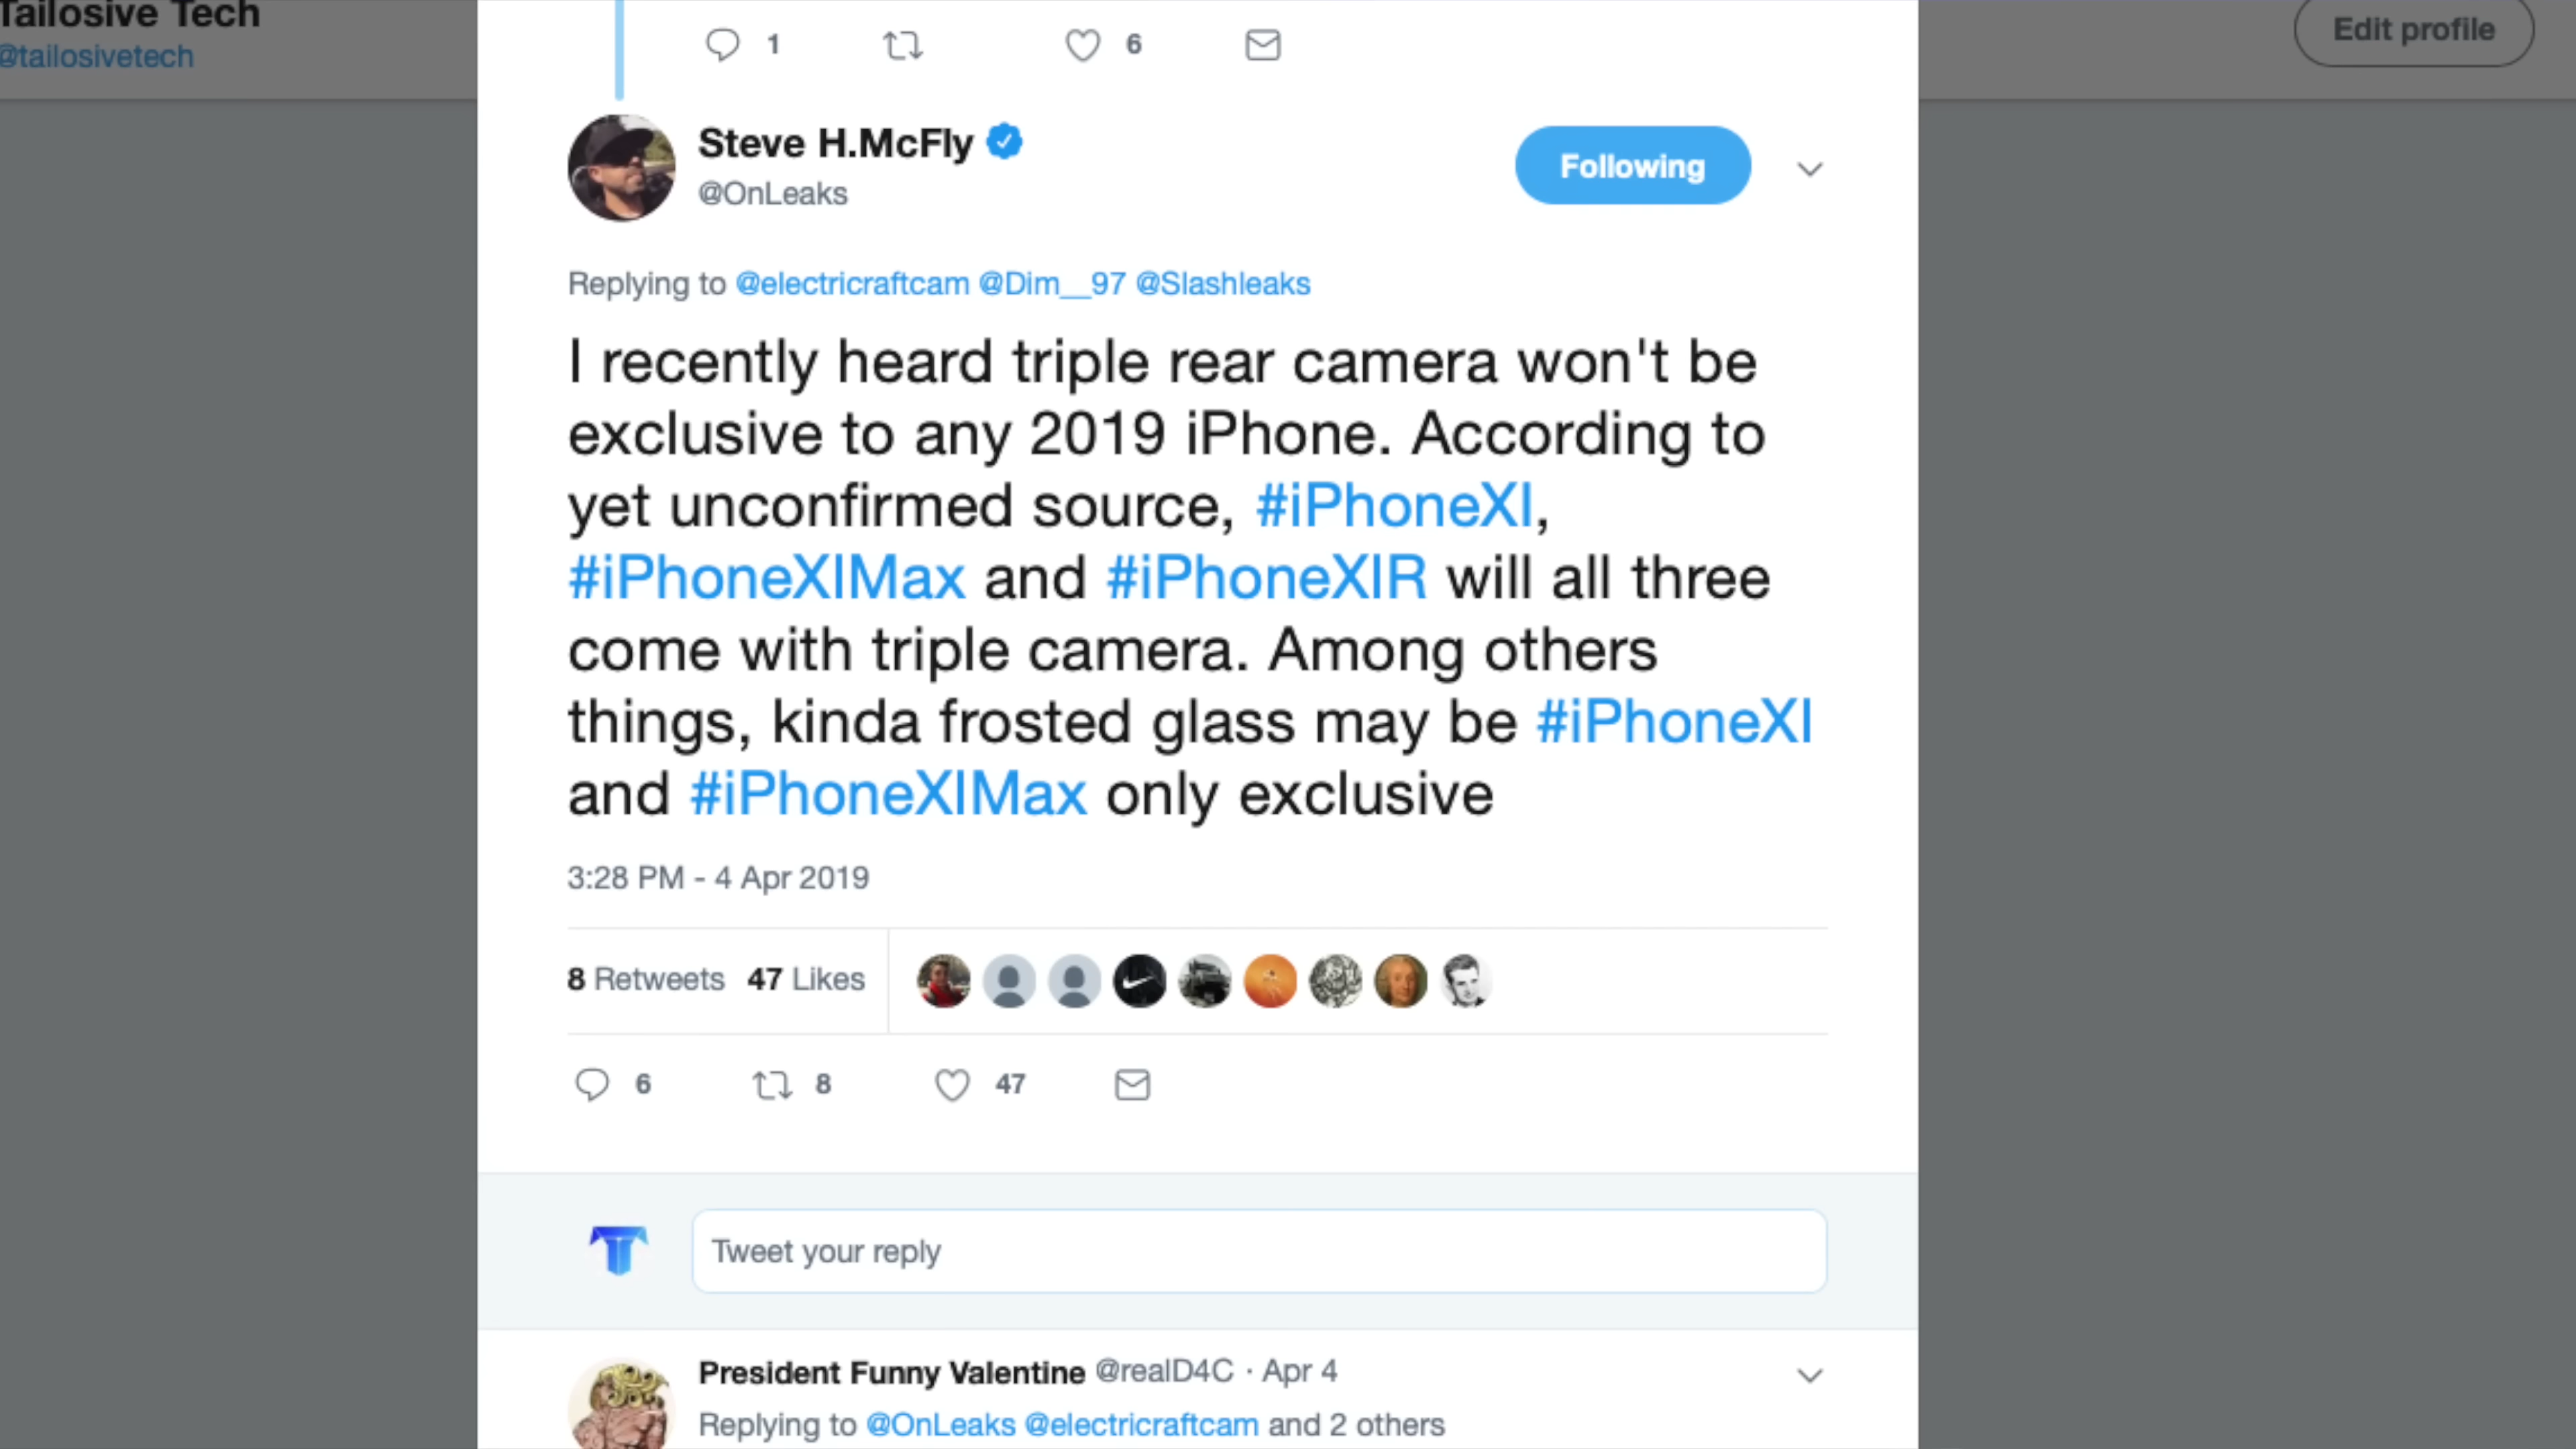 Tailosive Tech
@tailosivetech
Edit profile
1 6
Steve H.McFly
@OnLeaks
Following
Replying to @electricraftcam @Dim__97 @Slashleaks
I recently heard triple rear camera won't be
exclusive to any 2019 iPhone. According to
yet unconfirmed source, #iPhoneXI,
#iPhoneXIMax and #iPhoneXIR will all three
come with triple camera. Among others
things, kinda frosted glass may be #iPhoneXI
and #iPhoneXIMax only exclusive
3:28 PM - 4 Apr 2019
8 Retweets 47 Likes
6 8 47
Tweet your reply
President Funny Valentine @realD4C · Apr 4
Replying to @OnLeaks @electricraftcam and 2 others